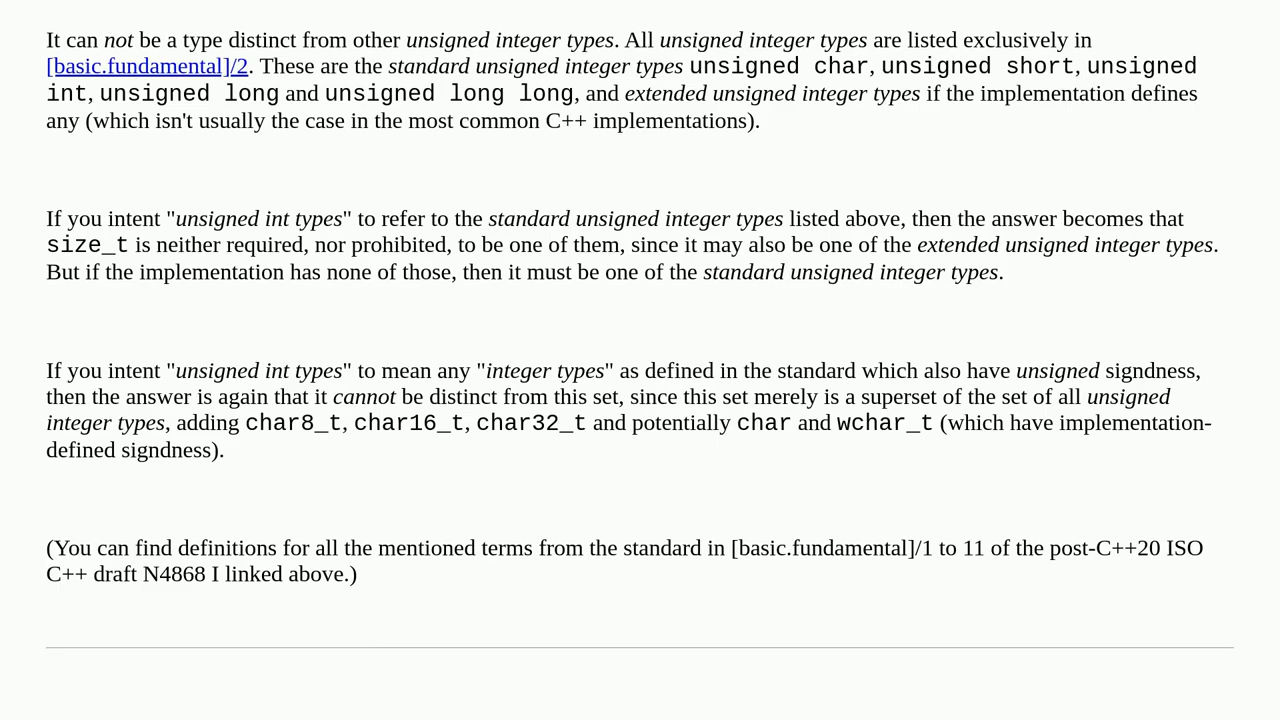 It can not be a type distinct from other unsigned integer types. All unsigned integer types are listed exclusively in
[basic.fundamental]/2. These are the standard unsigned integer types unsigned char, unsigned short, unsigned
int, unsigned long and unsigned long long, and extended unsigned integer types if the implementation defines
any (which isn't usually the case in the most common C++ implementations).
If you intent "unsigned int types" to refer to the standard unsigned integer types listed above, then the answer becomes that
size_t is neither required, nor prohibited, to be one of them, since it may also be one of the extended unsigned integer types.
But if the implementation has none of those, then it must be one of the standard unsigned integer types.
If you intent "unsigned int types" to mean any "integer types" as defined in the standard which also have unsigned signdness,
then the answer is again that it cannot be distinct from this set, since this set merely is a superset of the set of all unsigned
integer types, adding char8_t, char16_t, char32_t and potentially char and wchar_t (which have implementation-
defined signdness).
(You can find definitions for all the mentioned terms from the standard in [basic.fundamental]/1 to 11 of the post-C++20 ISO
C++ draft N4868 I linked above.)